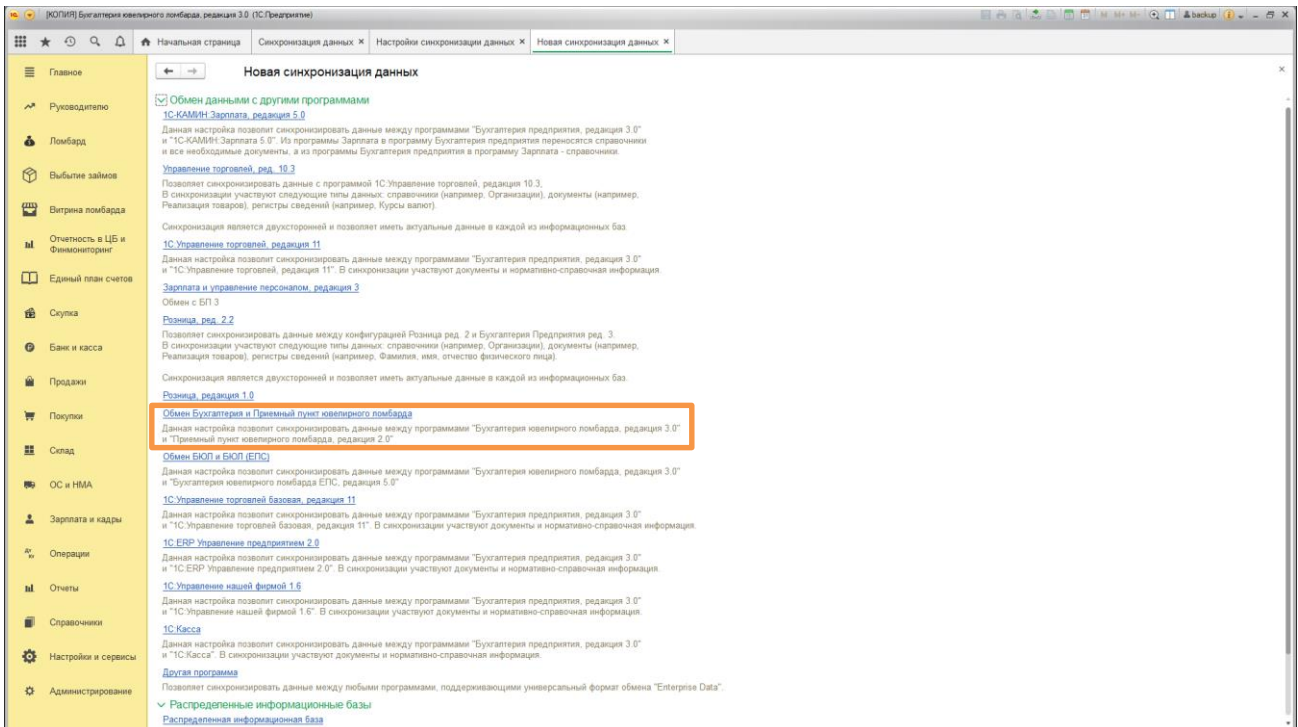 [КОПИЯ] Бухгалтерия ювелирного ломбарда, редакция 3.0 (1С:Предприятие)
M M+ M-
backup
Начальная страница
Синхронизация данных ×
Настройки синхронизации данных ×
Новая синхронизация данных ×
Главное
Руководителю
Ломбард
Выбытие займов
Витрина ломбарда
Отчетность в ЦБ и
Финмониторинг
Единый план счетов
Скупка
Банк и касса
Продажи
Покупки
Склад
ОС и НМА
Зарплата и кадры
Операции
Отчеты
Справочники
Настройки и сервисы
Администрирование
Новая синхронизация данных
Обмен данными с другими программами
1С-КАМИН:Зарплата, редакция 5.0
Данная настройка позволит синхронизировать данные между программами "Бухгалтерия предприятия, редакция 3.0"
и "1С-КАМИН:Зарплата 5.0". Из программы Зарплата в программу Бухгалтерия предприятия переносятся справочники
и все необходимые документы, а из программы Бухгалтерия предприятия в программу Зарплата - справочники.
Управление торговлей, ред. 10.3
Позволяет синхронизировать данные с программой 1С:Управление торговлей, редакция 10.3,
В синхронизации участвуют следующие типы данных: справочники (например, Организации), документы (например,
Реализация товаров), регистры сведений (например, Курсы валют).
Синхронизация является двухсторонней и позволяет иметь актуальные данные в каждой из информационных баз.
1С:Управление торговлей, редакция 11
Данная настройка позволит синхронизировать данные между программами "Бухгалтерия предприятия, редакция 3.0"
и "1С:Управление торговлей, редакция 11". В синхронизации участвуют документы и нормативно-справочная информация.
Зарплата и управление персоналом, редакция 3
Обмен с БП 3
Розница, ред. 2.2
Позволяет синхронизировать данные между конфигурацией Розница ред. 2 и Бухгалтерия Предприятия ред. 3.
В синхронизации участвуют следующие типы данных: справочники (например, Организации), документы (например,
Реализация товаров), регистры сведений (например, Фамилия, имя, отчество физического лица).
Синхронизация является двухсторонней и позволяет иметь актуальные данные в каждой из информационных баз.
Розница, редакция 1.0
Обмен Бухгалтерия и Приемный пункт ювелирного ломбарда
Данная настройка позволит синхронизировать данные между программами "Бухгалтерия ювелирного ломбарда, редакция 3.0"
и "Приемный пункт ювелирного ломбарда, редакция 2.0"
Обмен БЮЛ и БЮЛ (ЕПС)
Данная настройка позволит синхронизировать данные между программами "Бухгалтерия ювелирного ломбарда, редакция 3.0"
и "Бухгалтерия ювелирного ломбарда ЕПС, редакция 5.0"
1С:Управление торговлей базовая, редакция 11
Данная настройка позволит синхронизировать данные между программами "Бухгалтерия предприятия, редакция 3.0"
и "1С:Управление торговлей базовая, редакция 11". В синхронизации участвуют документы и нормативно-справочная информация.
1С:ERP Управление предприятием 2.0
Данная настройка позволит синхронизировать данные между программами "Бухгалтерия предприятия, редакция 3.0"
и "1С:ERP Управление предприятием 2.0". В синхронизации участвуют документы и нормативно-справочная информация.
1С:Управление нашей фирмой 1.6
Данная настройка позволит синхронизировать данные между программами "Бухгалтерия предприятия, редакция 3.0"
и "1С:Управление нашей фирмой 1.6". В синхронизации участвуют документы и нормативно-справочная информация.
1С:Касса
Данная настройка позволит синхронизировать данные между программами "Бухгалтерия предприятия, редакция 3.0"
и "1С:Касса". В синхронизации участвуют документы и нормативно-справочная информация.
Другая программа
Позволяет синхронизировать данные между любыми программами, поддерживающими универсальный формат обмена "Enterprise Data".
Распределенные информационные базы
Распределенная информационная база